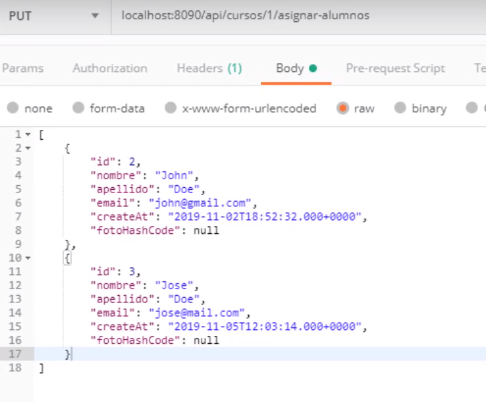 PUT localhost:8090/api/cursos/1/asignar-alumnos
Params Authorization Headers (1) Body Pre-request Script Te
none form-data x-www-form-urlencoded raw binary
1 [
2 {
3 "id": 2,
4 "nombre": "John",
5 "apellido": "Doe",
6 "email": "john@gmail.com",
7 "createAt": "2019-11-02T18:52:32.000+0000",
8 "fotoHashCode": null
9 },
10 {
11 "id": 3,
12 "nombre": "Jose",
13 "apellido": "Doe",
14 "email": "jose@mail.com",
15 "createAt": "2019-11-05T12:03:14.000+0000",
16 "fotoHashCode": null
17 }
18 ]